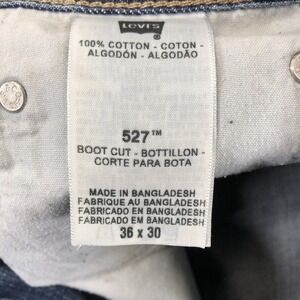 Levi's
®
100% COTTON - COTON -
ALGODÓN - ALGODÃO
527™
BOOT CUT - BOTTILLON -
CORTE PARA BOTA
MADE IN BANGLADESH
FABRIQUE AU BANGLADESH
FABRICADO EN BANGLADESH
FABRICADO EM BANGLADESH
36 x 30